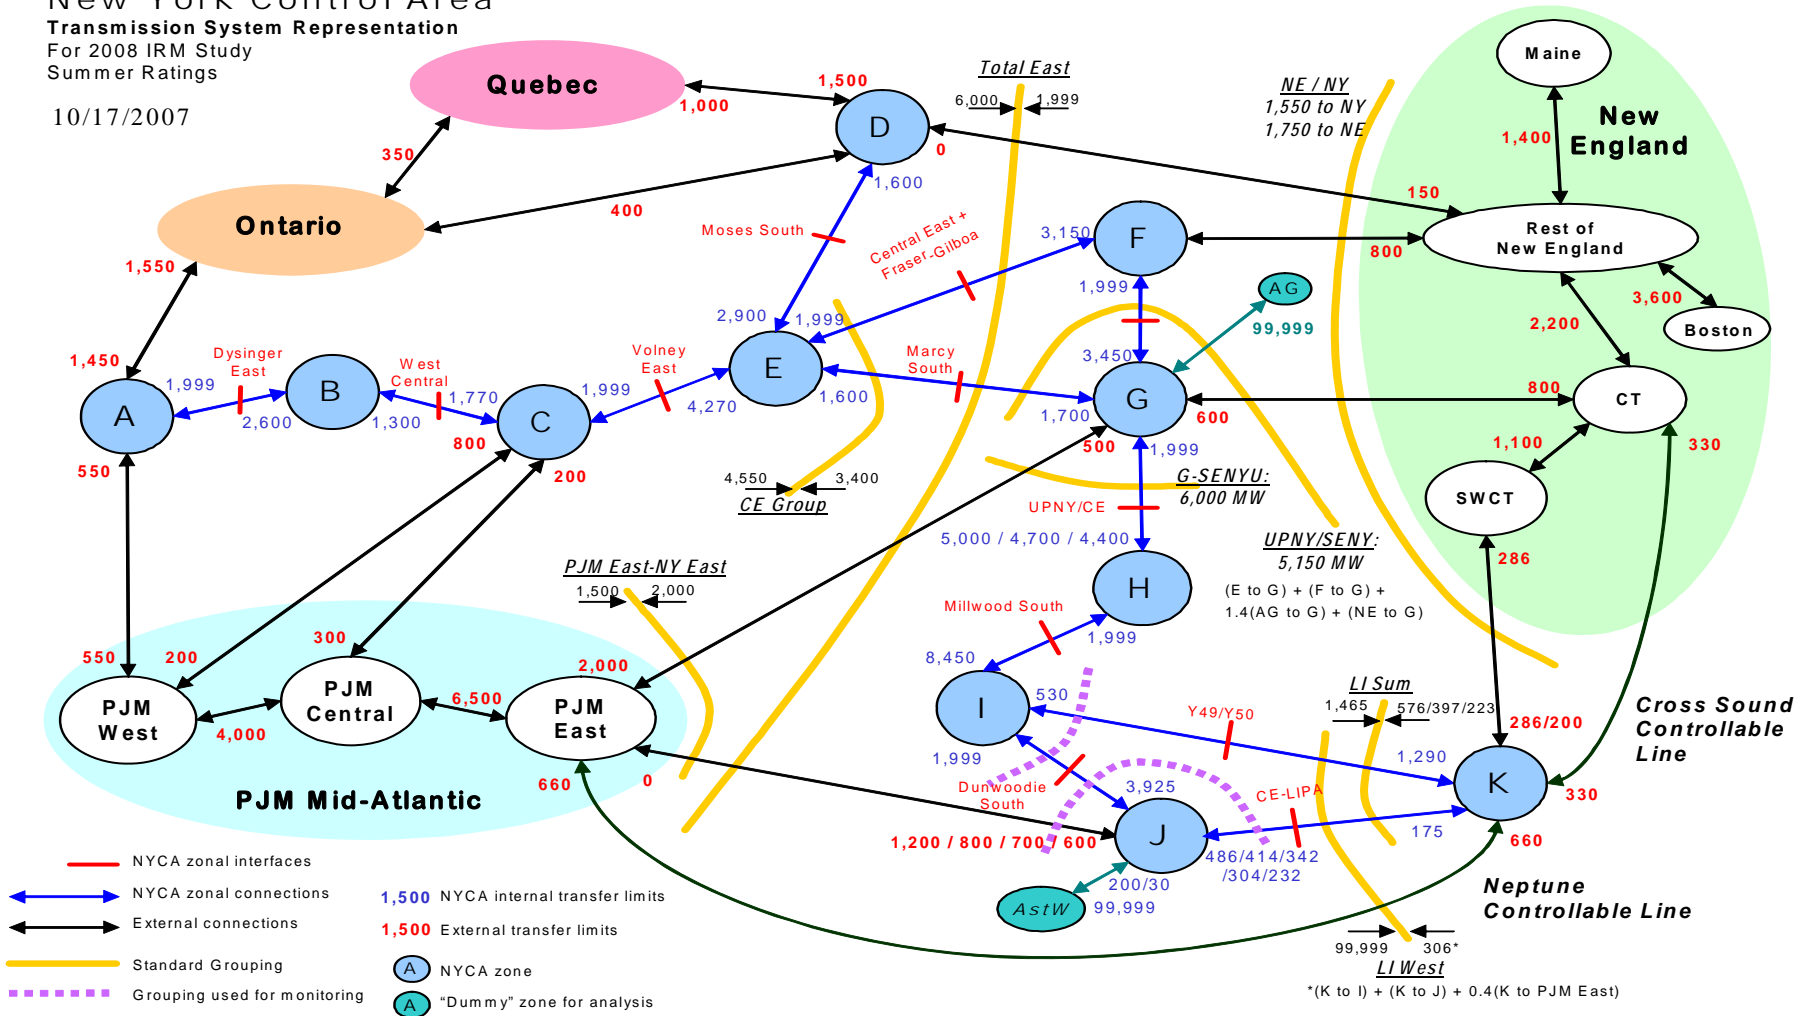 New York Control Area
Transmission System Representation
For 2008 IRM Study
Summer Ratings
10/17/2007
Quebec
1,000
1,500
D
0
1,600
350
Ontario
400
1,550
Total East
6,000
1,999
NE / NY
1,550 to NY
1,750 to NE
Maine
1,400
New
England
150
Rest of
New England
800
3,600
Boston
2,200
Moses South
Central East +
Fraser-Gilboa
3,150
F
1,999
AG
99,999
2,900
1,999
E
1,600
Marcy
South
3,450
G
1,700
600
500
1,999
800
CT
330
1,100
SWCT
286
1,450
A
1,999
Dysinger
East
2,600
B
West
Central
1,770
1,300
C
800
200
Volney
East
1,999
4,270
550
4,550
3,400
CE Group
G-SENYU:
6,000 MW
UPNY/CE
5,000 / 4,700 / 4,400
UPNY/SENY:
5,150 MW
(E to G) + (F to G) +
1.4(AG to G) + (NE to G)
H
PJM East-NY East
1,500
2,000
Millwood South
1,999
8,450
I
530
1,999
Y49/Y50
LI Sum
1,465
576/397/223
286/200
1,290
K
330
Cross Sound
Controllable
Line
550
200
300
2,000
PJM
West
4,000
PJM
Central
6,500
PJM
East
660
0
PJM Mid-Atlantic
Dunwoodie
South
3,925
J
CE-LIPA
175
660
1,200 / 800 / 700 / 600
486/414/342
/304/232
200/30
AstW
99,999
Neptune
Controllable Line
99,999
306*
LI West
*(K to I) + (K to J) + 0.4(K to PJM East)
NYCA zonal interfaces
NYCA zonal connections
External connections
Standard Grouping
Grouping used for monitoring
1,500 NYCA internal transfer limits
1,500 External transfer limits
A NYCA zone
A "Dummy" zone for analysis